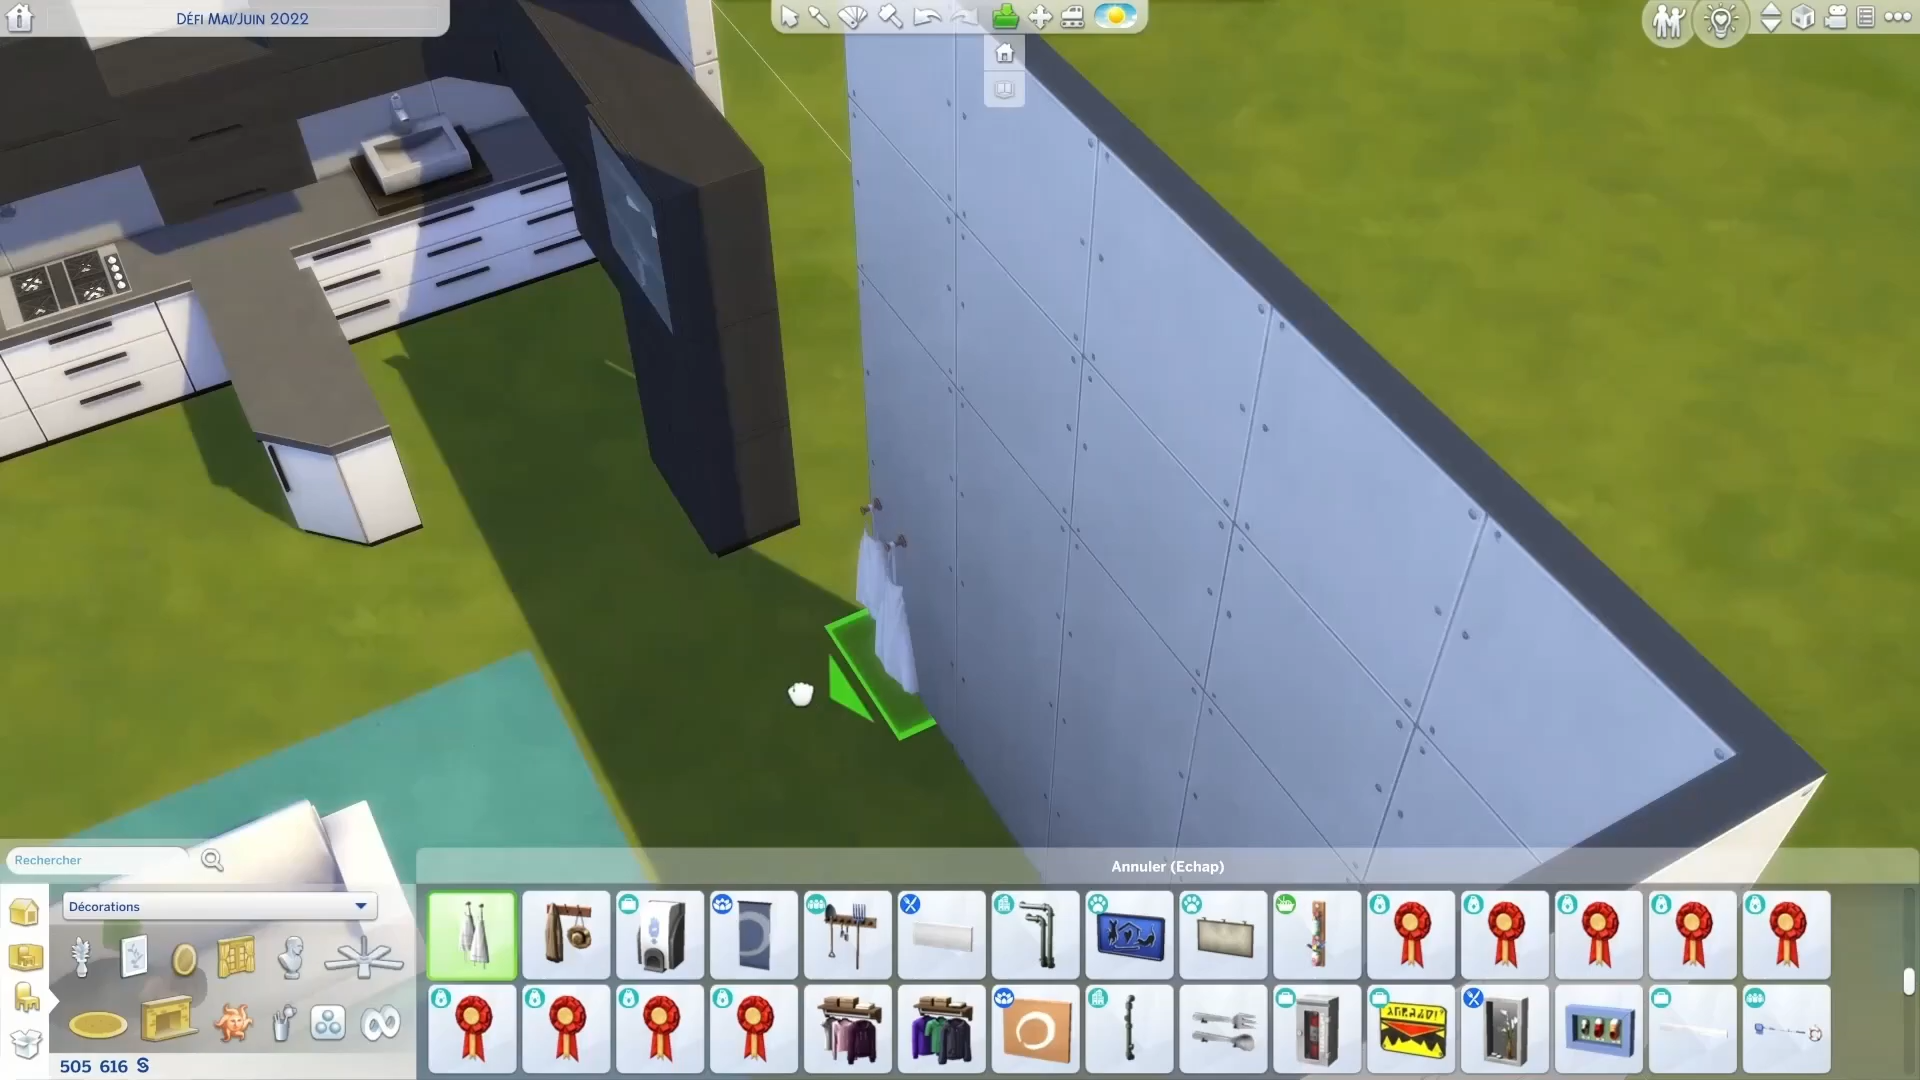 Défi Mai/Juin 2022
Rechercher
Annuler (Echap)
Décorations
505 616 S